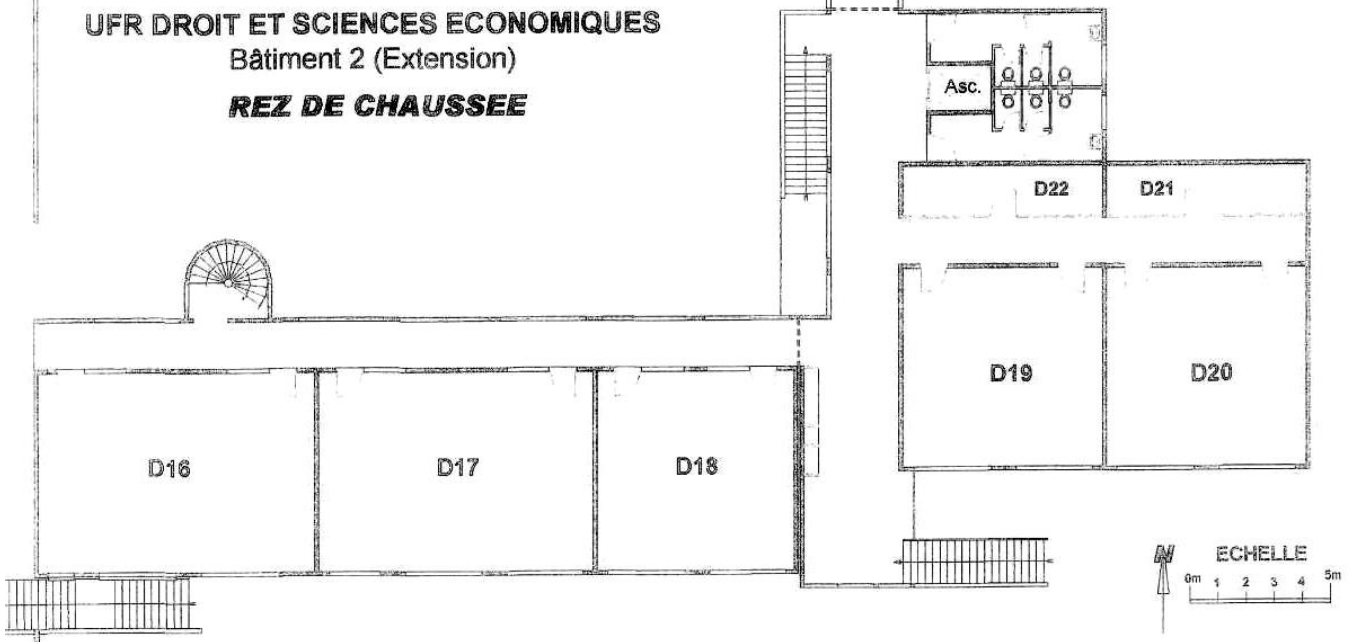 UFR DROIT ET SCIENCES ECONOMIQUES
Bâtiment 2 (Extension)
REZ DE CHAUSSEE
Asc.
D22
D21
D19
D20
D16
D17
D18
N
ECHELLE
0m 1 2 3 4 5m